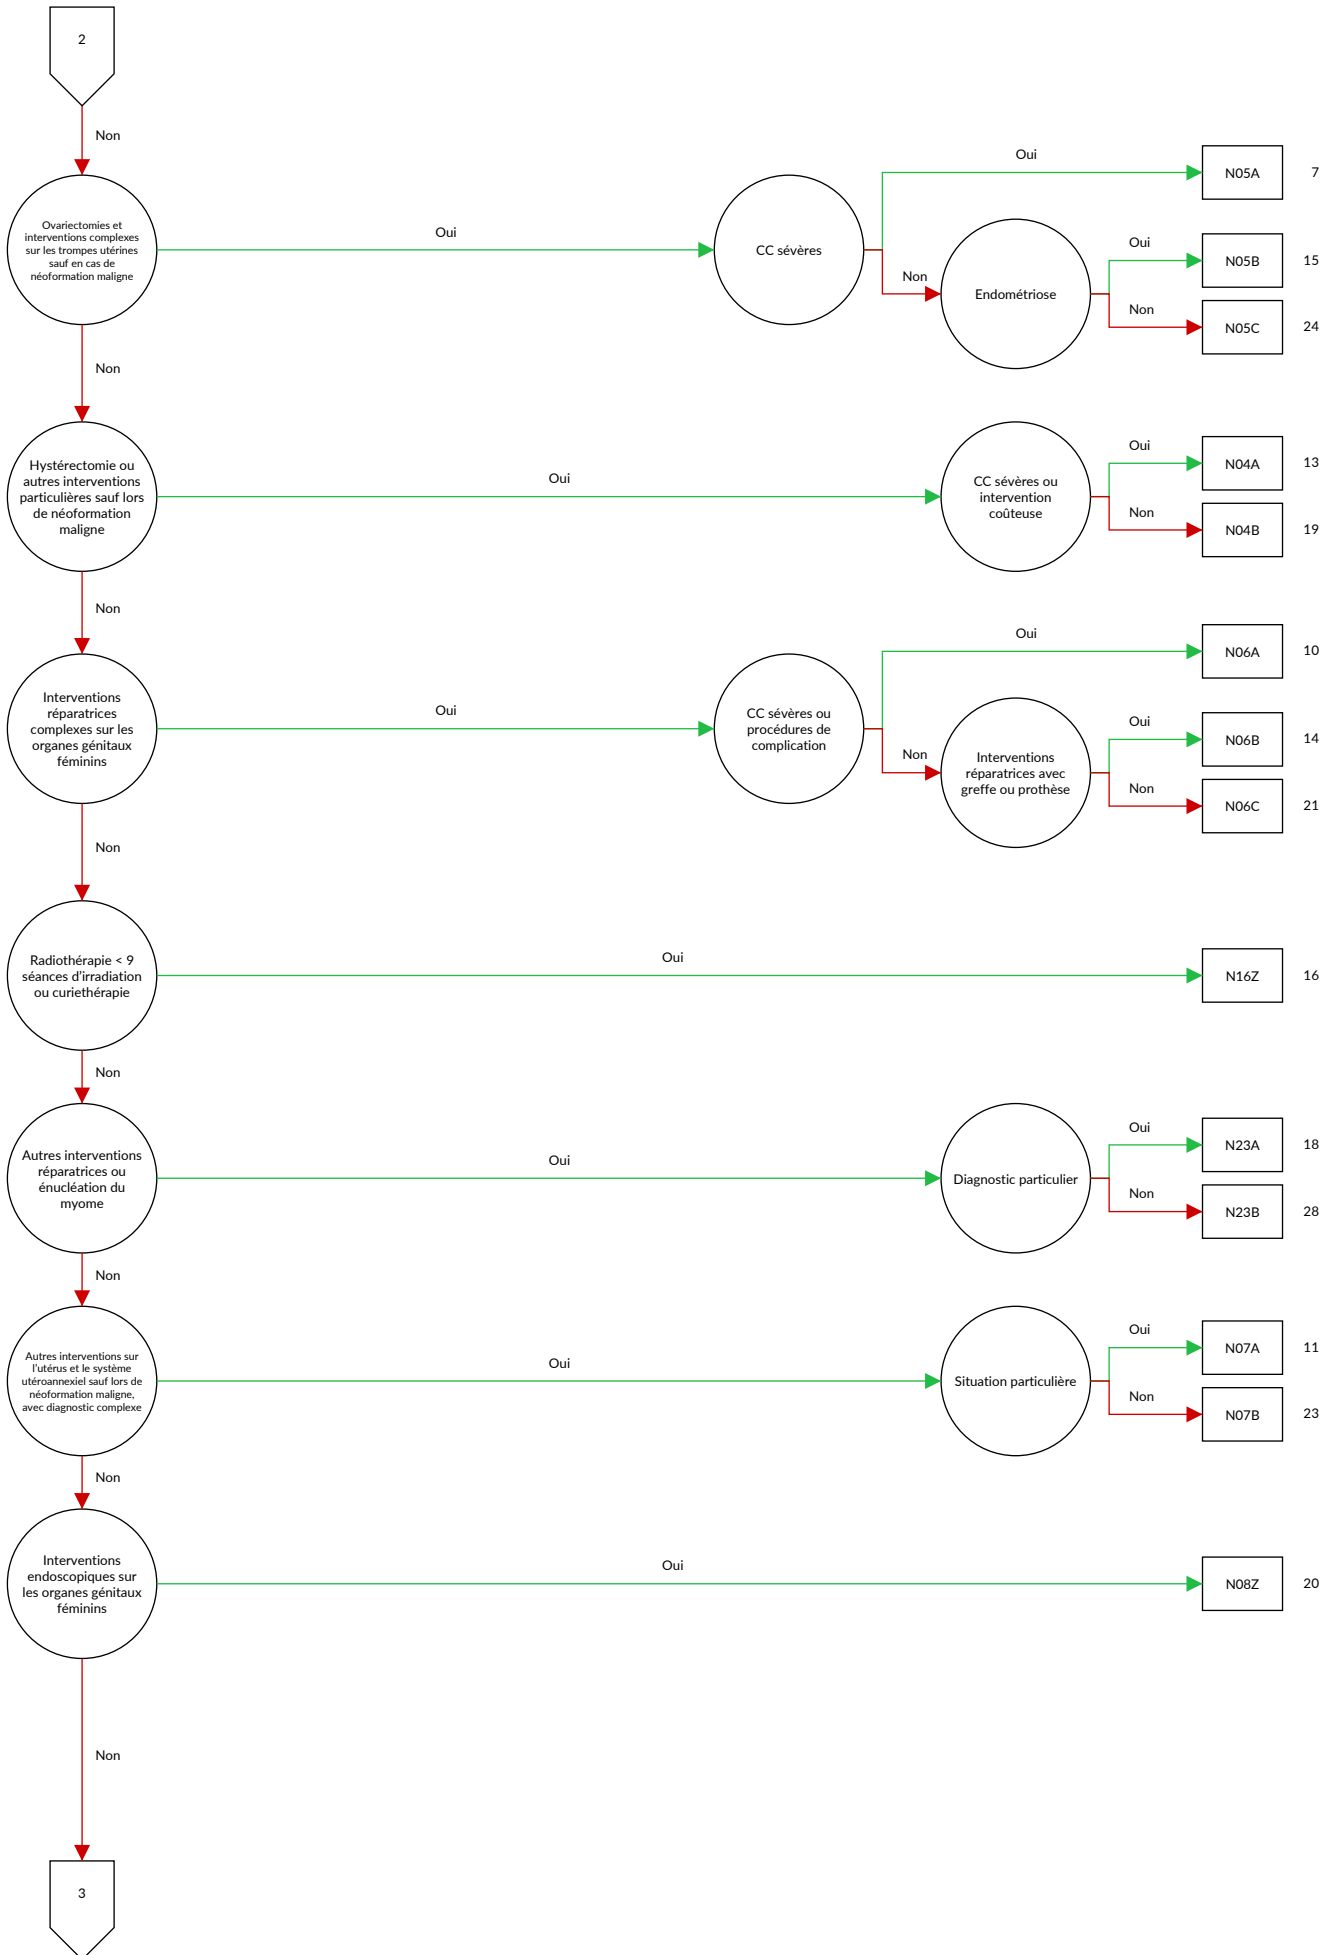 2
Non
Oui
N05A
7
Ovariectomies et
interventions complexes
sur les trompes utérines
sauf en cas de
néoformation maligne
Oui
CC sévères
Non
Endométriose
Oui
N05B
15
Non
N05C
24
Non
Hystérectomie ou
autres interventions
particulières sauf lors
de néoformation
maligne
Oui
CC sévères ou
intervention
coûteuse
Oui
N04A
13
Non
N04B
19
Non
Interventions
réparatrices
complexes sur les
organes génitaux
féminins
Oui
CC sévères ou
procédures de
complication
Oui
N06A
10
Non
Interventions
réparatrices avec
greffe ou prothèse
Oui
N06B
14
Non
N06C
21
Non
Radiothérapie < 9
séances d'irradiation
ou curiethérapie
Oui
N16Z
16
Non
Autres interventions
réparatrices ou
énucléation du
myome
Oui
Diagnostic particulier
Oui
N23A
18
Non
N23B
28
Non
Autres interventions sur
l'utérus et le système
utéroannexiel sauf lors de
néoformation maligne,
avec diagnostic complexe
Oui
Situation particulière
Oui
N07A
11
Non
N07B
23
Non
Interventions
endoscopiques sur
les organes génitaux
féminins
Oui
N08Z
20
Non
3